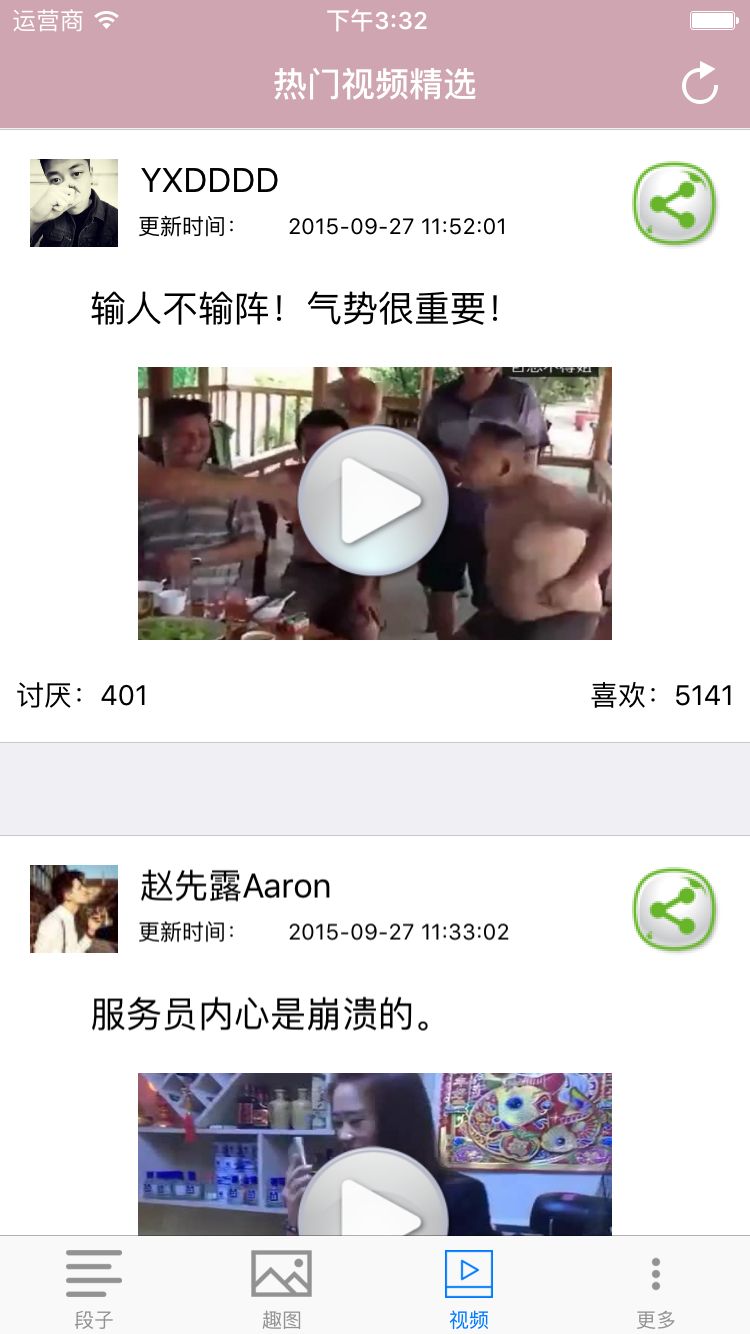 运营商
下午3:32
热门视频精选
YXDDDD
更新时间：
2015-09-27 11:52:01
输人不输阵！气势很重要！
讨厌：401
喜欢：5141
赵先露Aaron
更新时间：
2015-09-27 11:33:02
服务员内心是崩溃的。
段子
趣图
视频
更多